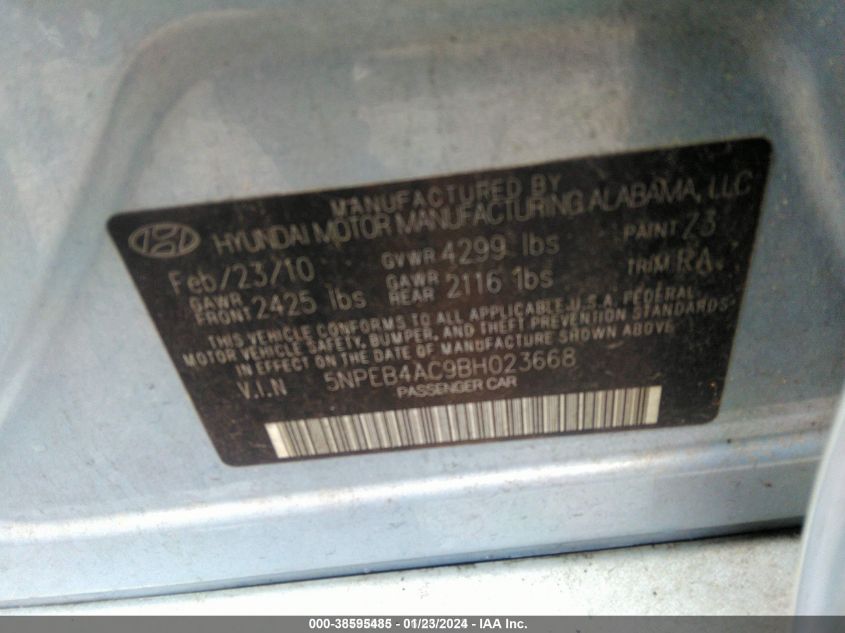 MANUFACTURED BY
HYUNDAI MOTOR MANUFACTURING ALABAMA, LLC
Feb/23/10 GVWR 4299 lbs PAINT Z3
GAWR FRONT 2425 lbs GAWR REAR 2116 lbs TRIM RA
THIS VEHICLE CONFORMS TO ALL APPLICABLE U.S.A. FEDERAL
MOTOR VEHICLE SAFETY, BUMPER, AND THEFT PREVENTION STANDARDS
IN EFFECT ON THE DATE OF MANUFACTURE SHOWN ABOVE
V.I.N 5NPEB4AC9BH023668
PASSENGER CAR
000-38595485 - 01/23/2024 - IAA Inc.